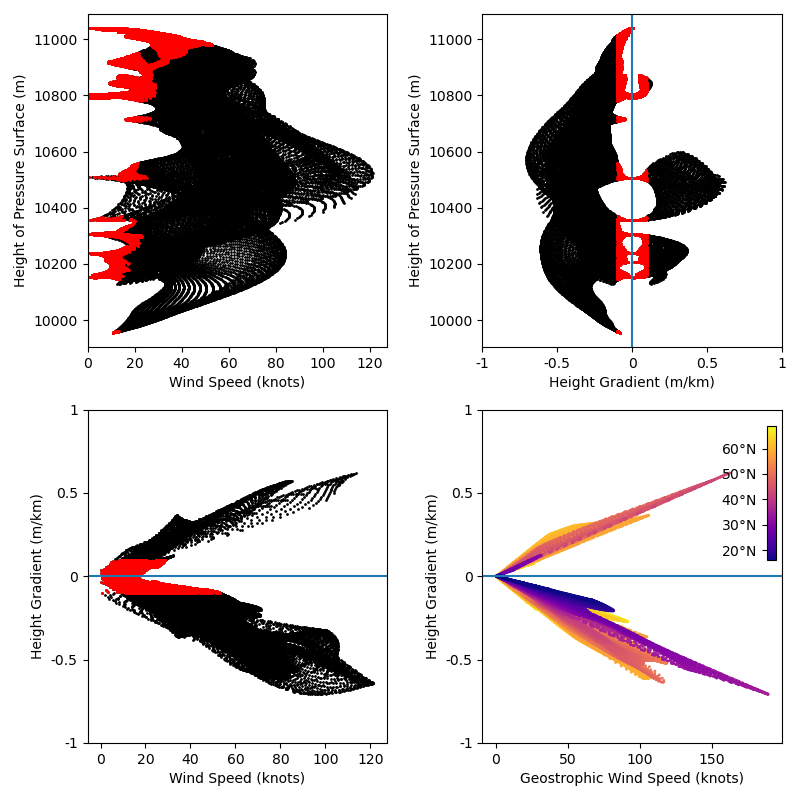 Height of Pressure Surface (m)
11000
10800
10600
10400
10200
10000
0 20 40 60 80 100 120
Wind Speed (knots)
Height of Pressure Surface (m)
11000
10800
10600
10400
10200
10000
-1 -0.5 0 0.5 1
Height Gradient (m/km)
Height Gradient (m/km)
1
0.5
0
-0.5
-1
0 20 40 60 80 100 120
Wind Speed (knots)
Height Gradient (m/km)
1
0.5
0
-0.5
-1
60°N
50°N
40°N
30°N
20°N
0 50 100 150
Geostrophic Wind Speed (knots)